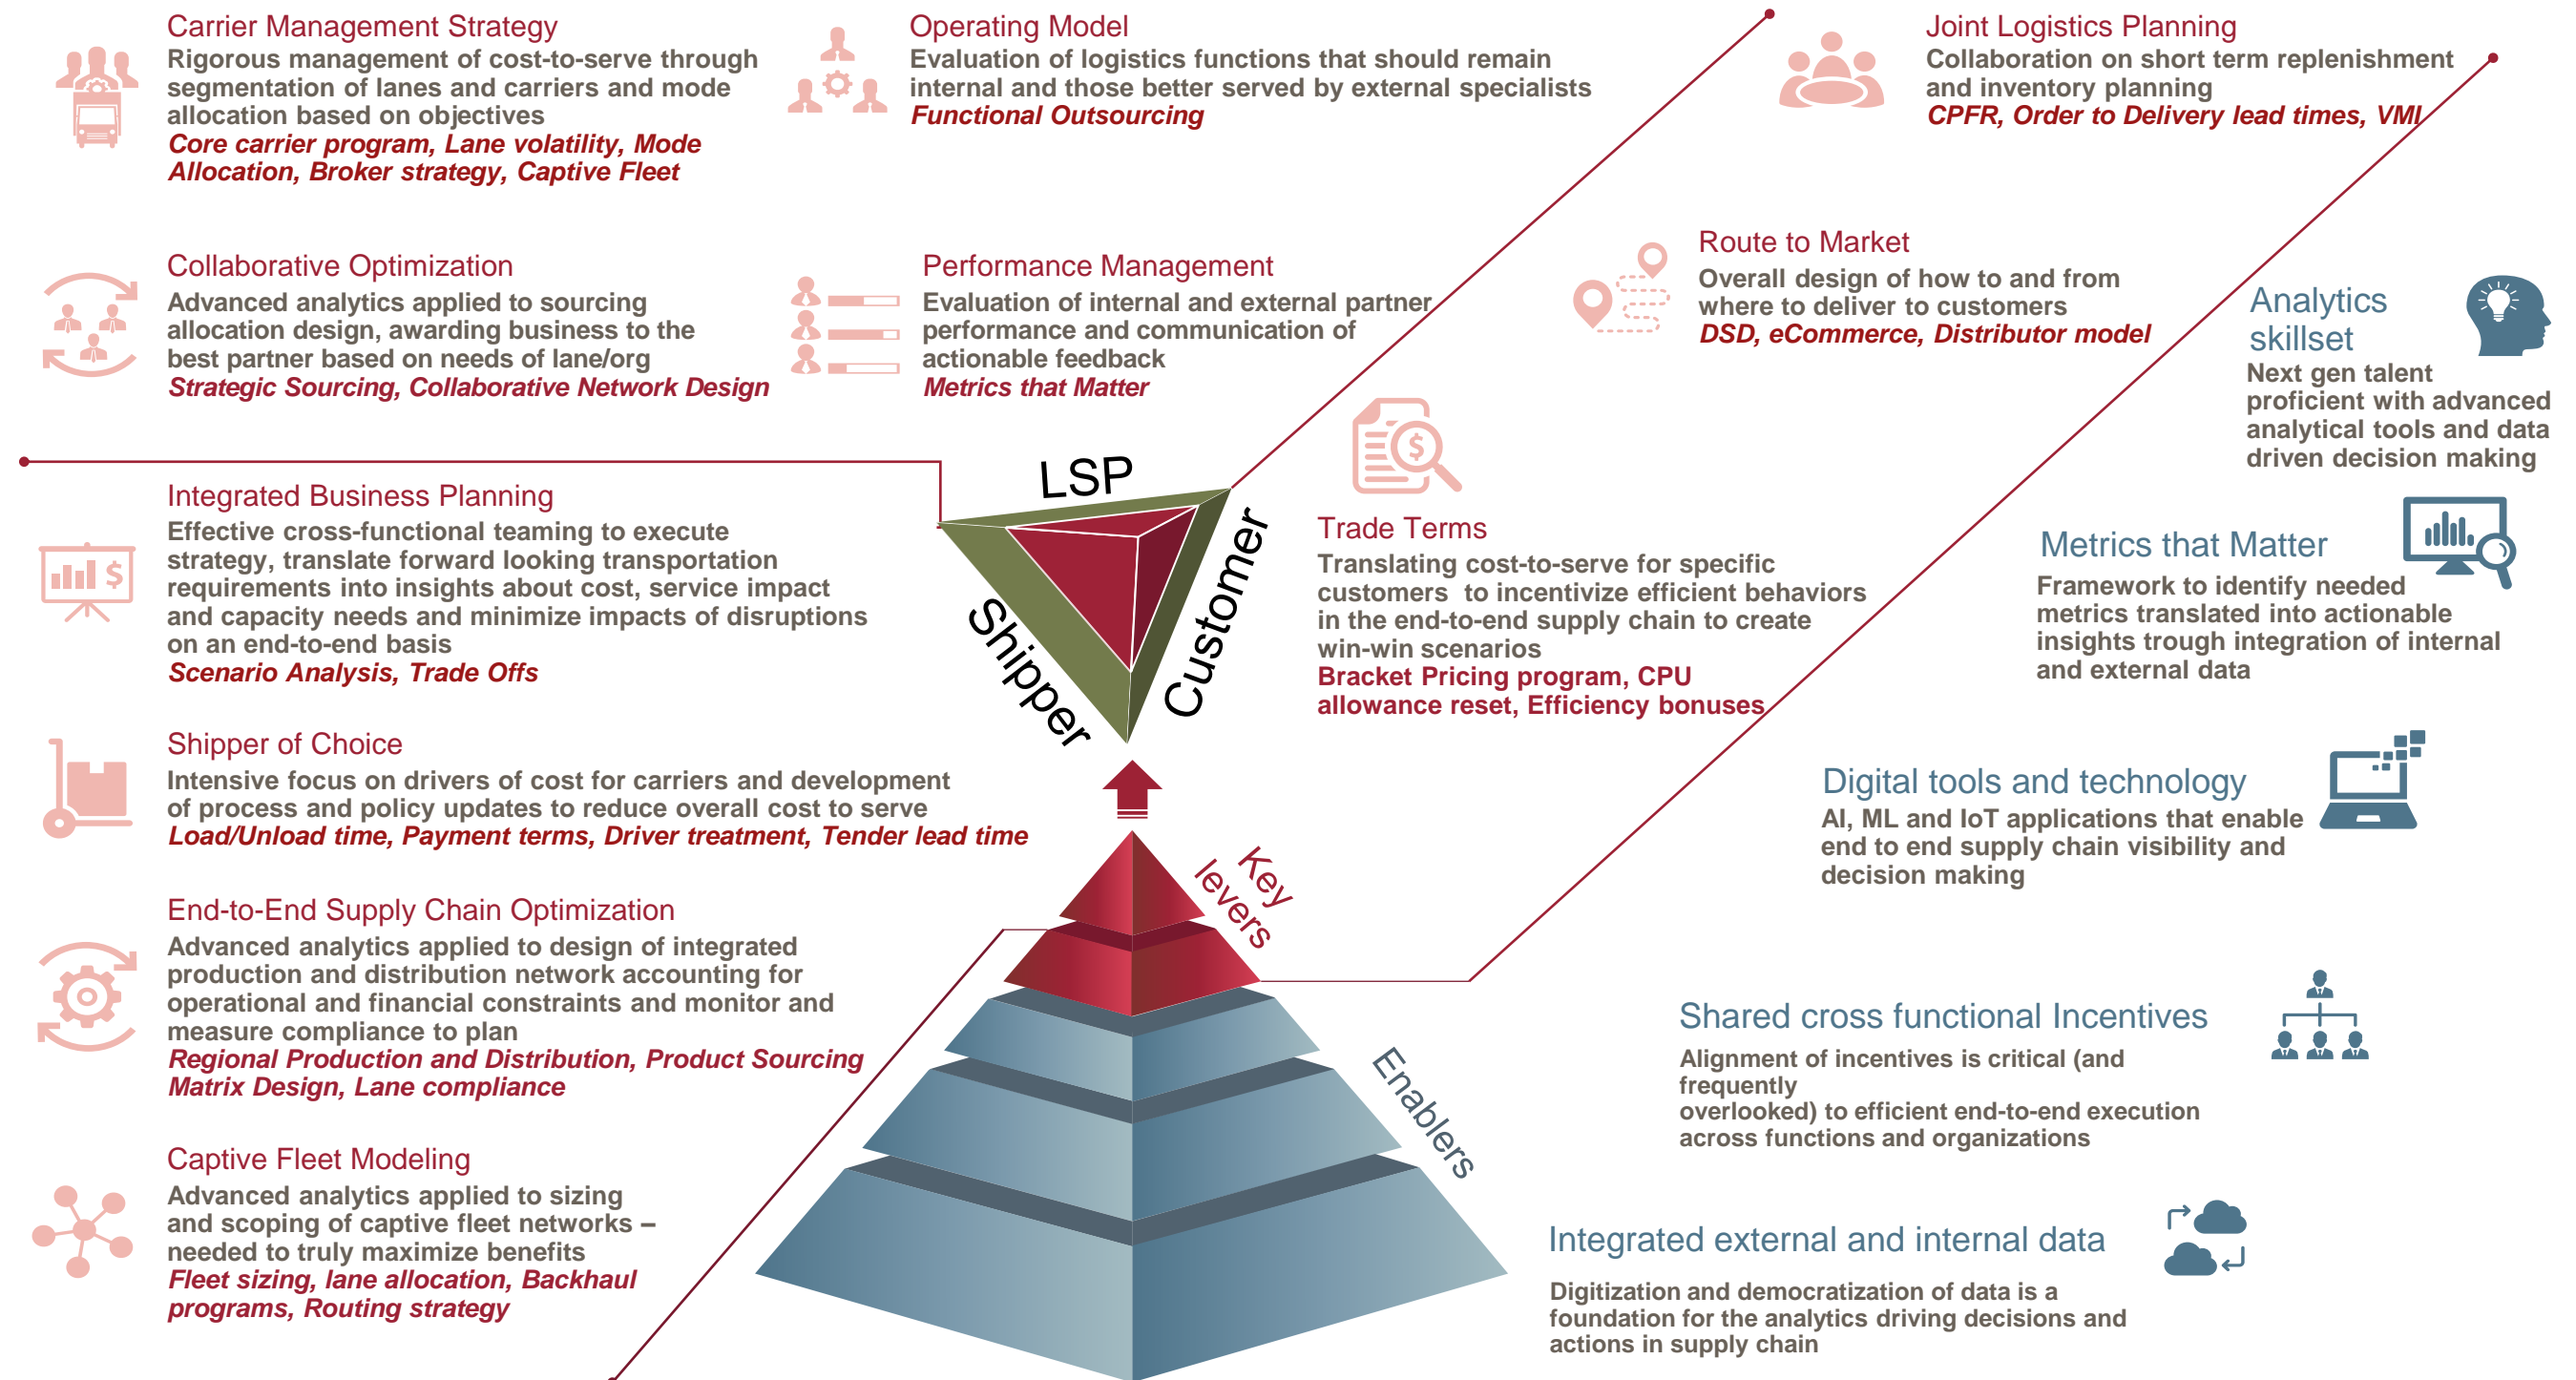 Carrier Management Strategy
Rigorous management of cost-to-serve through
segmentation of lanes and carriers and mode
allocation based on objectives
Core carrier program, Lane volatility, Mode
Allocation, Broker strategy, Captive Fleet
Operating Model
Evaluation of logistics functions that should remain
internal and those better served by external specialists
Functional Outsourcing
Joint Logistics Planning
Collaboration on short term replenishment
and inventory planning
CPFR, Order to Delivery lead times, VMI
Collaborative Optimization
Advanced analytics applied to sourcing
allocation design, awarding business to the
best partner based on needs of lane/org
Strategic Sourcing, Collaborative Network Design
Performance Management
Evaluation of internal and external partner
performance and communication of
actionable feedback
Metrics that Matter
Route to Market
Overall design of how to and from
where to deliver to customers
DSD, eCommerce, Distributor model
Analytics
skillset
Next gen talent
proficient with advanced
analytical tools and data
driven decision making
Integrated Business Planning
Effective cross-functional teaming to execute
strategy, translate forward looking transportation
requirements into insights about cost, service impact
and capacity needs and minimize impacts of disruptions
on an end-to-end basis
Scenario Analysis, Trade Offs
LSP
Shipper
Customer
$
$
Trade Terms
Translating cost-to-serve for specific
customers  to incentivize efficient behaviors
in the end-to-end supply chain to create
win-win scenarios
Bracket Pricing program, CPU
allowance reset, Efficiency bonuses
Metrics that Matter
Framework to identify needed
metrics translated into actionable
insights trough integration of internal
and external data
Shipper of Choice
Intensive focus on drivers of cost for carriers and development
of process and policy updates to reduce overall cost to serve
Load/Unload time, Payment terms, Driver treatment, Tender lead time
Digital tools and technology
AI, ML and IoT applications that enable
end to end supply chain visibility and
decision making
Key
levers
End-to-End Supply Chain Optimization
Advanced analytics applied to design of integrated
production and distribution network accounting for
operational and financial constraints and monitor and
measure compliance to plan
Regional Production and Distribution, Product Sourcing
Matrix Design, Lane compliance
Enablers
Shared cross functional Incentives
Alignment of incentives is critical (and
frequently
overlooked) to efficient end-to-end execution
across functions and organizations
Captive Fleet Modeling
Advanced analytics applied to sizing
and scoping of captive fleet networks –
needed to truly maximize benefits
Fleet sizing, lane allocation, Backhaul
programs, Routing strategy
Integrated external and internal data
Digitization and democratization of data is a
foundation for the analytics driving decisions and
actions in supply chain